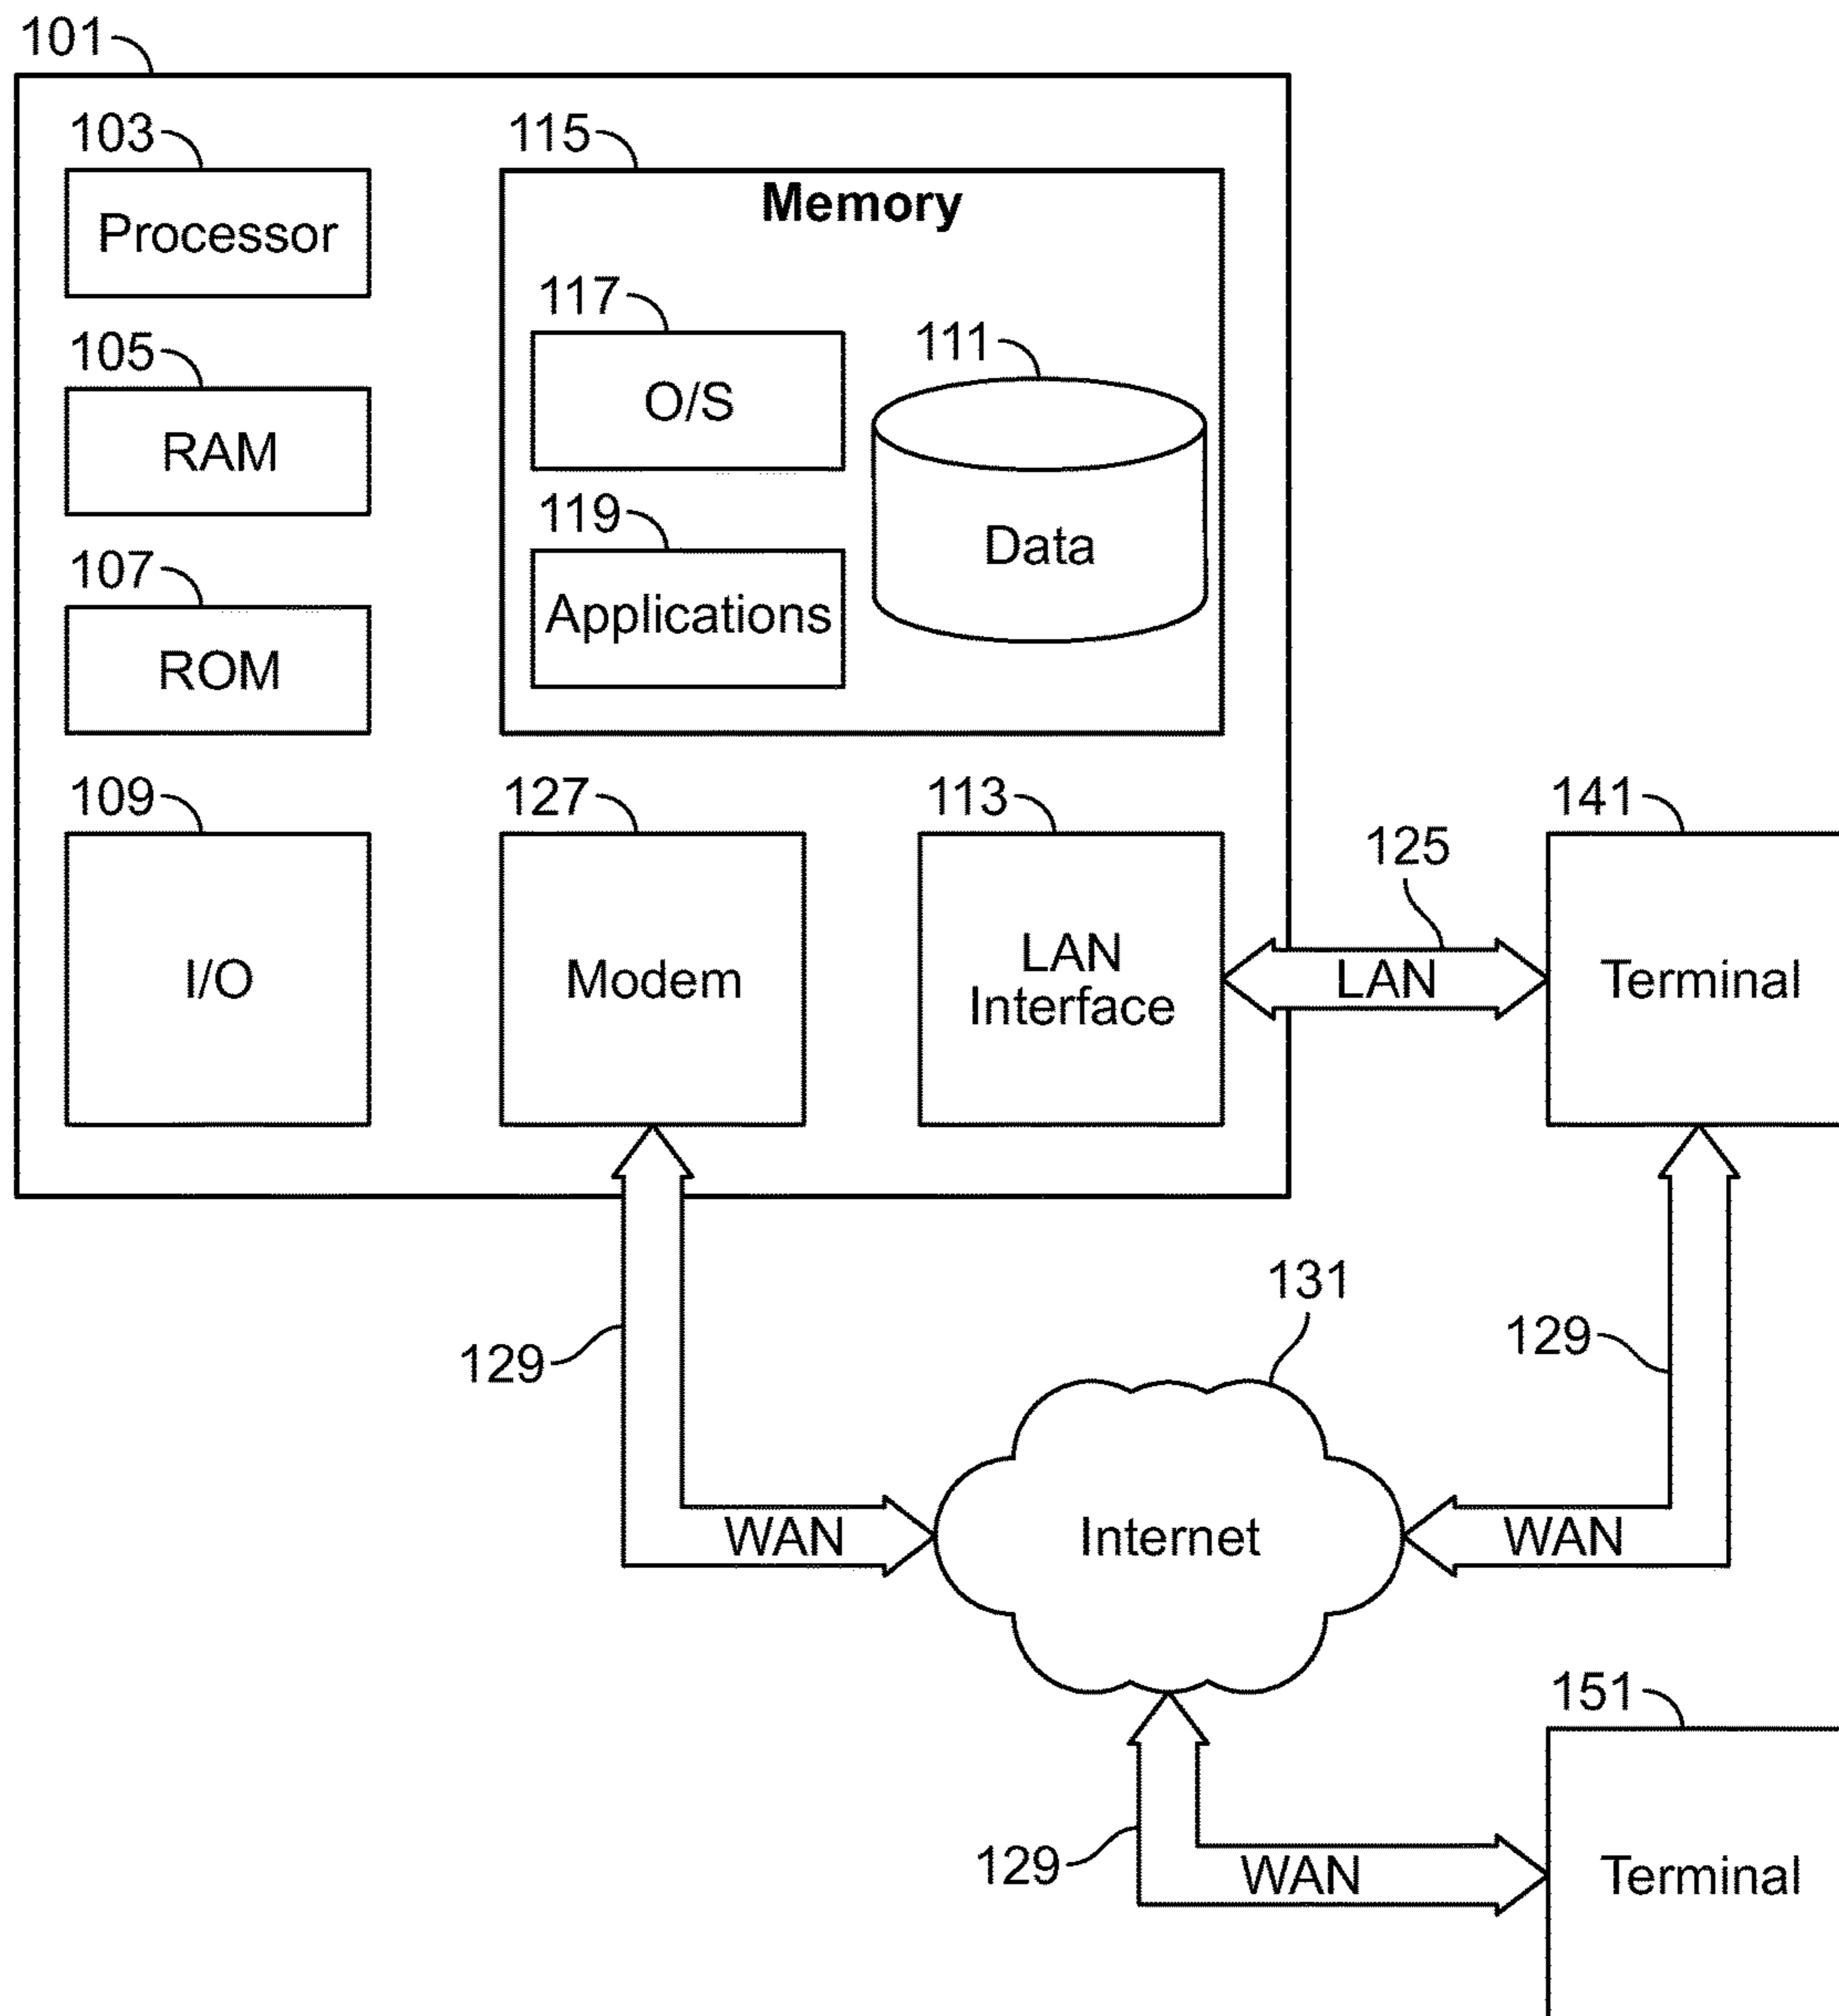 101
103
115
Processor
Memory
117
111
105
O/S
RAM
119
Data
107
Applications
ROM
109
127
113
141
125
I/O
Modem
LAN
Interface
LAN
Terminal
131
129
129
WAN
Internet
WAN
151
129
WAN
Terminal